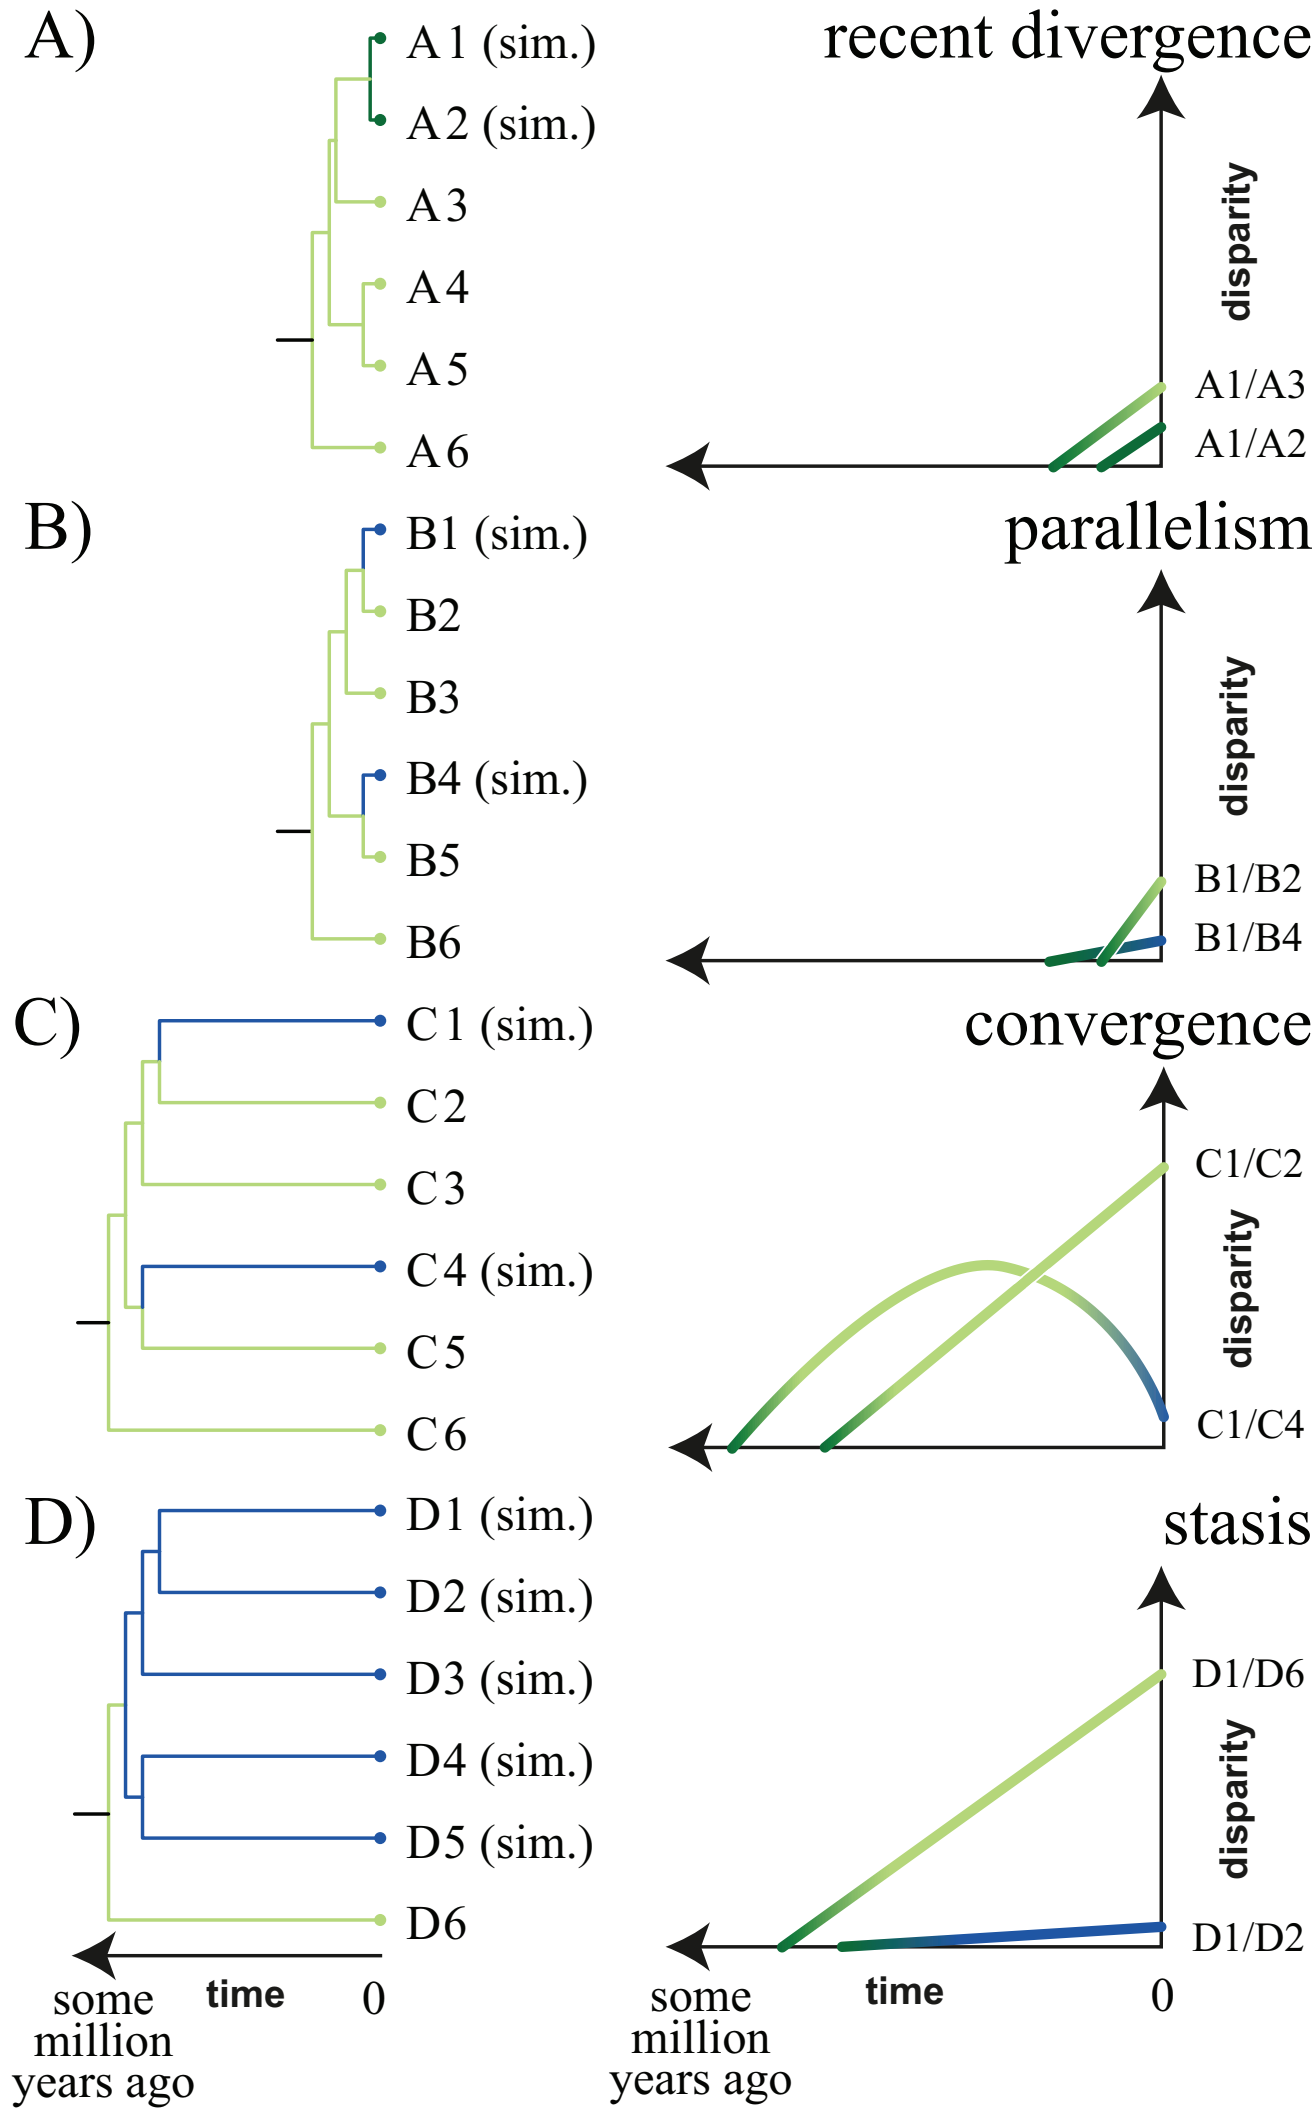 A)
recent divergence
A1 (sim.)
A2 (sim.)
A3
A4
A5
A6
disparity
A1/A3
A1/A2
B)
parallelism
B1 (sim.)
B2
B3
B4 (sim.)
B5
B6
disparity
B1/B2
B1/B4
C)
convergence
C1 (sim.)
C2
C3
C4 (sim.)
C5
C6
C1/C2
disparity
C1/C4
D)
stasis
D1 (sim.)
D2 (sim.)
D3 (sim.)
D4 (sim.)
D5 (sim.)
D6
D1/D6
disparity
D1/D2
some
million
years ago
time
0
some
million
years ago
time
0